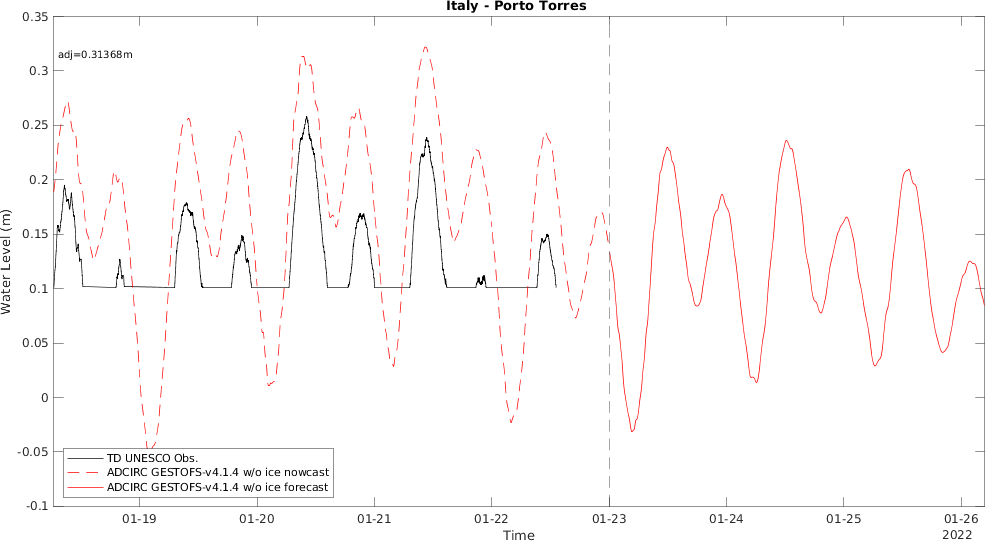 Italy - Porto Torres
adj=0.31368m
0.35
0.3
0.25
0.2
0.15
0.1
0.05
0
-0.05
-0.1
Water Level (m)
TD UNESCO Obs.
ADCIRC GESTOFS-v4.1.4 w/o ice nowcast
ADCIRC GESTOFS-v4.1.4 w/o ice forecast
01-19 01-20 01-21 01-22 01-23 01-24 01-25 01-26
Time
2022